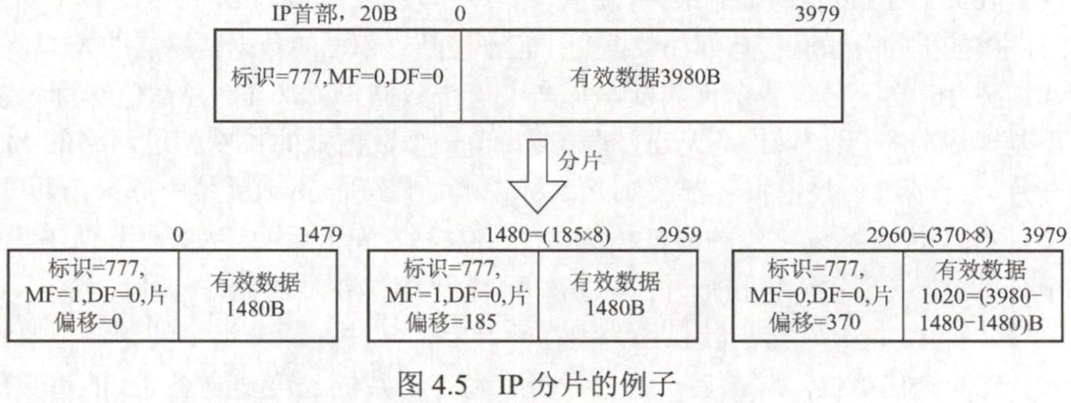 IP首部，20B 0 3979
标识=777,MF=0,DF=0 有效数据3980B
分片
0 1479
标识=777,
MF=1,DF=0,片
偏移=0
有效数据
1480B
1480=(185×8) 2959
标识=777,
MF=1,DF=0,片
偏移=185
有效数据
1480B
2960=(370×8) 3979
标识=777,
MF=0,DF=0,片
偏移=370
有效数据
1020=(3980−
1480−1480)B
图 4.5 IP 分片的例子